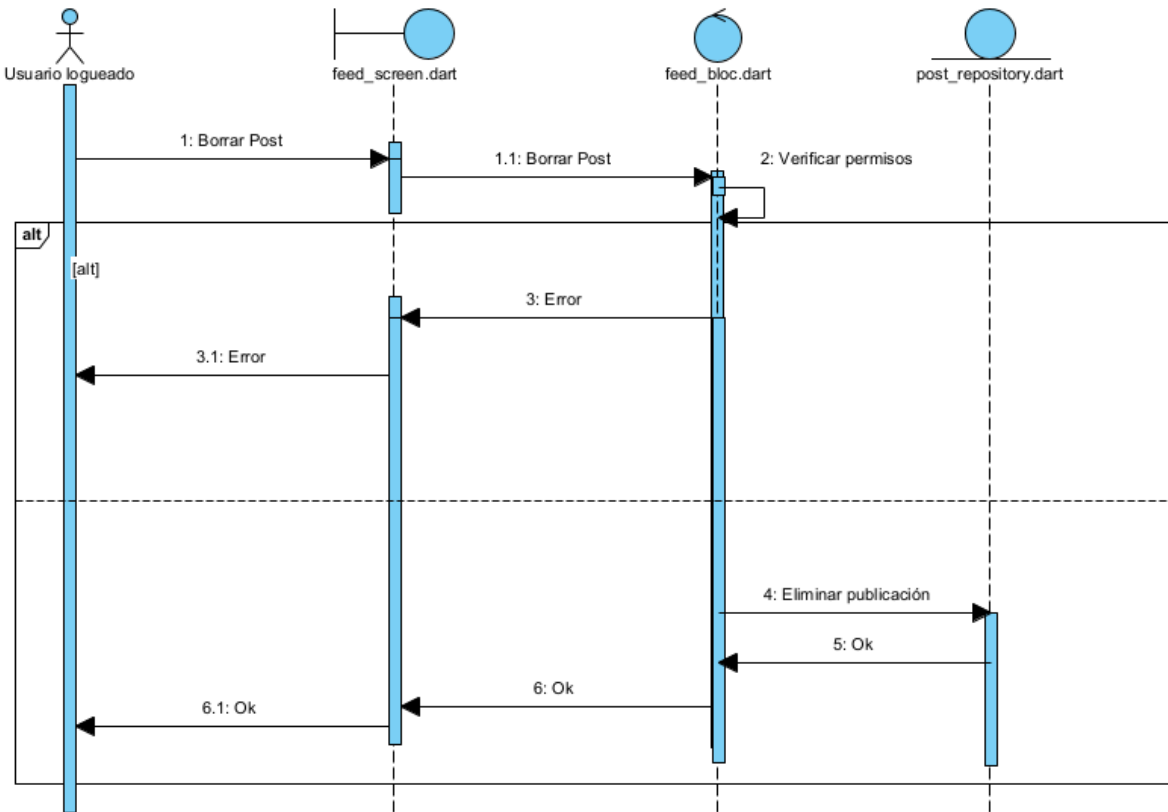 Usuario logueado
feed_screen.dart
feed_bloc.dart
post_repository.dart
1: Borrar Post
1.1: Borrar Post
2: Verificar permisos
alt
[alt]
3: Error
3.1: Error
4: Eliminar publicación
5: Ok
6: Ok
6.1: Ok